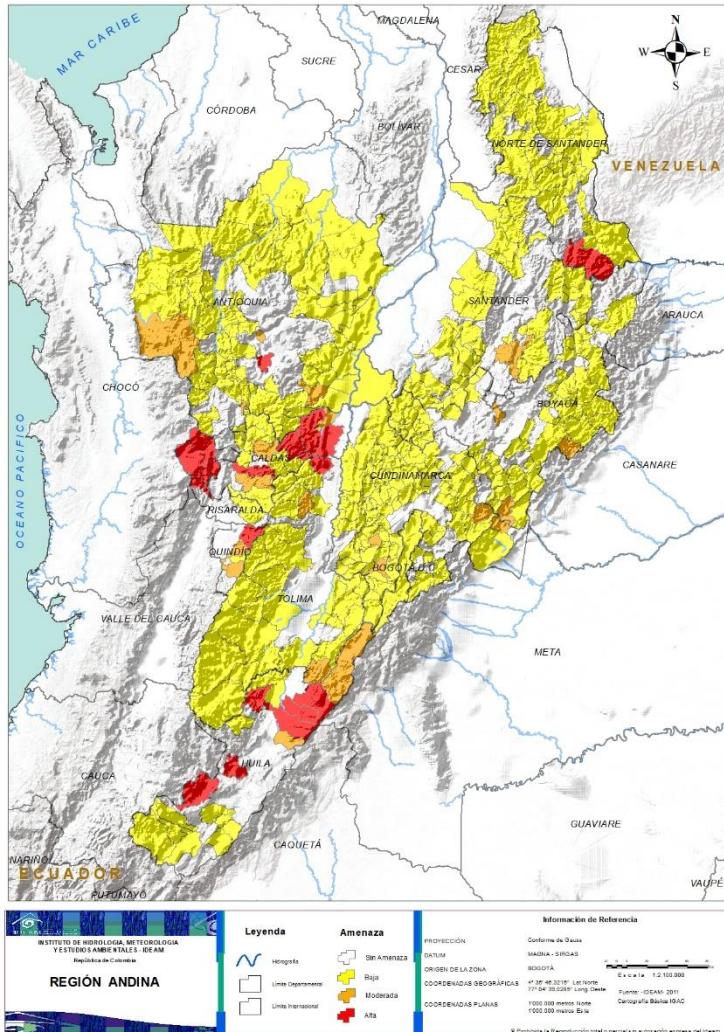 MAGDALENA
N
W E
S
MAR CARIBE
SUCRE
CESAR
CÓRDOBA
BOLÍVAR
NORTE DE SANTANDER
VENEZUELA
ANTIOQUIA
SANTANDER
ARAUCA
CHOCÓ
OCEANO PACIFICO
BOYACÁ
CALDAS
CUNDINAMARCA
CASANARE
RISARALDA
QUINDÍO
BOGOTÁ D.C
TOLIMA
VALLE DEL CAUCA
META
HUILA
CAUCA
GUAVIARE
CAQUETÁ
NARIÑO
ECUADOR
VAUPÉ
PUTUMAYO
INSTITUTO DE HIDROLOGIA, METEOROLOGIA
Y ESTUDIOS AMBIENTALES - IDEAM
República de Colombia
REGIÓN ANDINA
Leyenda
Hidrografía
Limite Departamental
Limite Internacional
Amenaza
Sin Amenaza
Baja
Moderada
Alta
Información de Referencia
PROYECCIÓN Conforme de Gauss
DATUM MAGNA - SIRGAS
ORIGEN DE LA ZONA BOGOTÁ
COORDENADAS GEOGRÁFICAS
COORDENADAS PLANAS 1'000.000 metros Norte
1'000.000 metros Este
Escala 1:2.100.000
Fuente: -IDEAM- 2011
Cartografía Básica IGAC